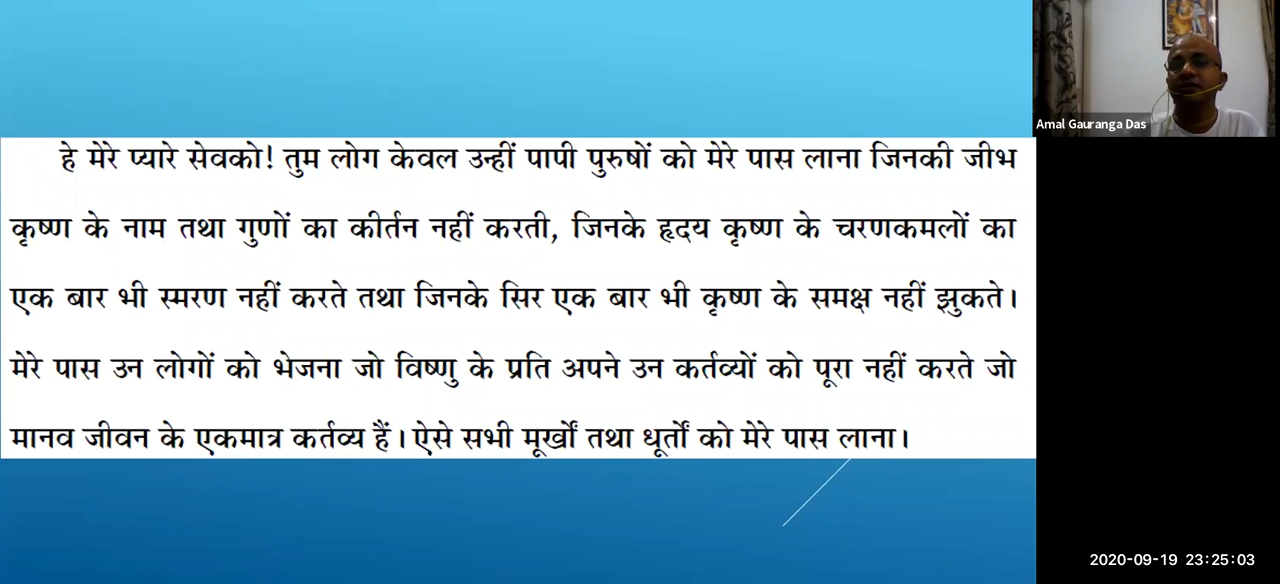 हे मेरे प्यारे सेवको! तुम लोग केवल उन्हीं पापी पुरुषों को मेरे पास लाना जिनकी जीभ
कृष्ण के नाम तथा गुणों का कीर्तन नहीं करती, जिनके हृदय कृष्ण के चरणकमलों का
एक बार भी स्मरण नहीं करते तथा जिनके सिर एक बार भी कृष्ण के समक्ष नहीं झुकते।
मेरे पास उन लोगों को भेजना जो विष्णु के प्रति अपने उन कर्तव्यों को पूरा नहीं करते जो
मानव जीवन के एकमात्र कर्तव्य हैं। ऐसे सभी मूर्खों तथा धूर्तों को मेरे पास लाना।
Amal Gauranga Das
2020-09-19 23:25:03